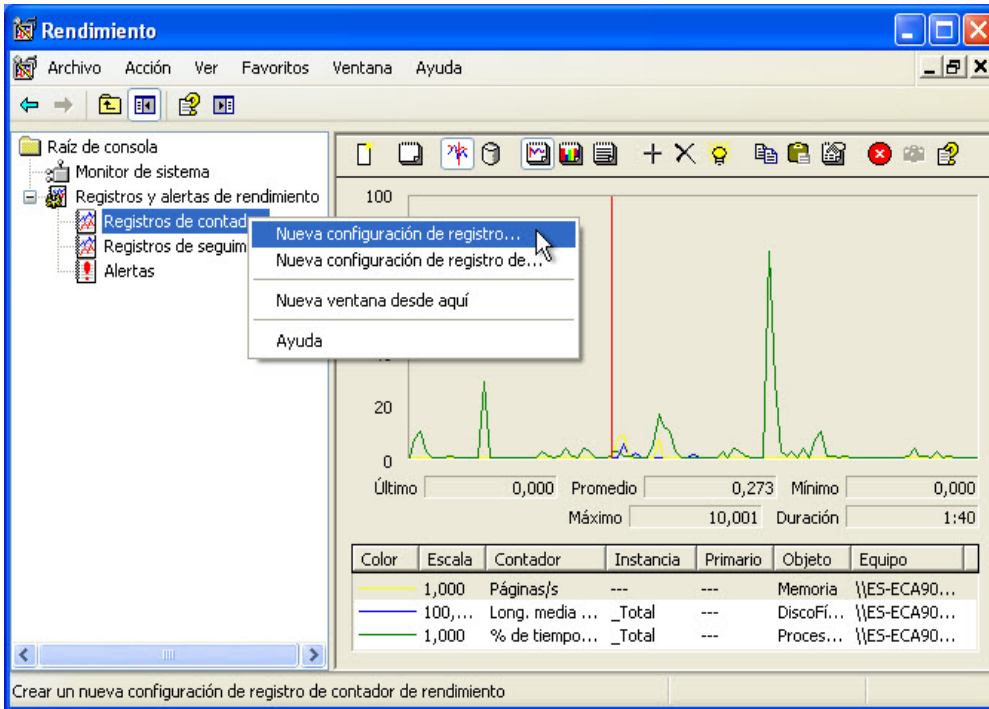 Rendimiento
Archivo Acción Ver Favoritos Ventana Ayuda
Raíz de consola
Monitor de sistema
Registros y alertas de rendimiento
Registros de contad
Registros de seguim
Alertas
Nueva configuración de registro...
Nueva configuración de registro de...
Nueva ventana desde aquí
Ayuda
100
20
0
Último 0,000 Promedio 0,273 Mínimo 0,000
Máximo 10,001 Duración 1:40
Color Escala Contador Instancia Primario Objeto Equipo
1,000 Páginas/s --- --- Memoria \\ES-ECA90...
100,... Long. media ... _Total --- DiscoFí... \\ES-ECA90...
1,000 % de tiempo... _Total --- Proces... \\ES-ECA90...
Crear un nueva configuración de registro de contador de rendimiento